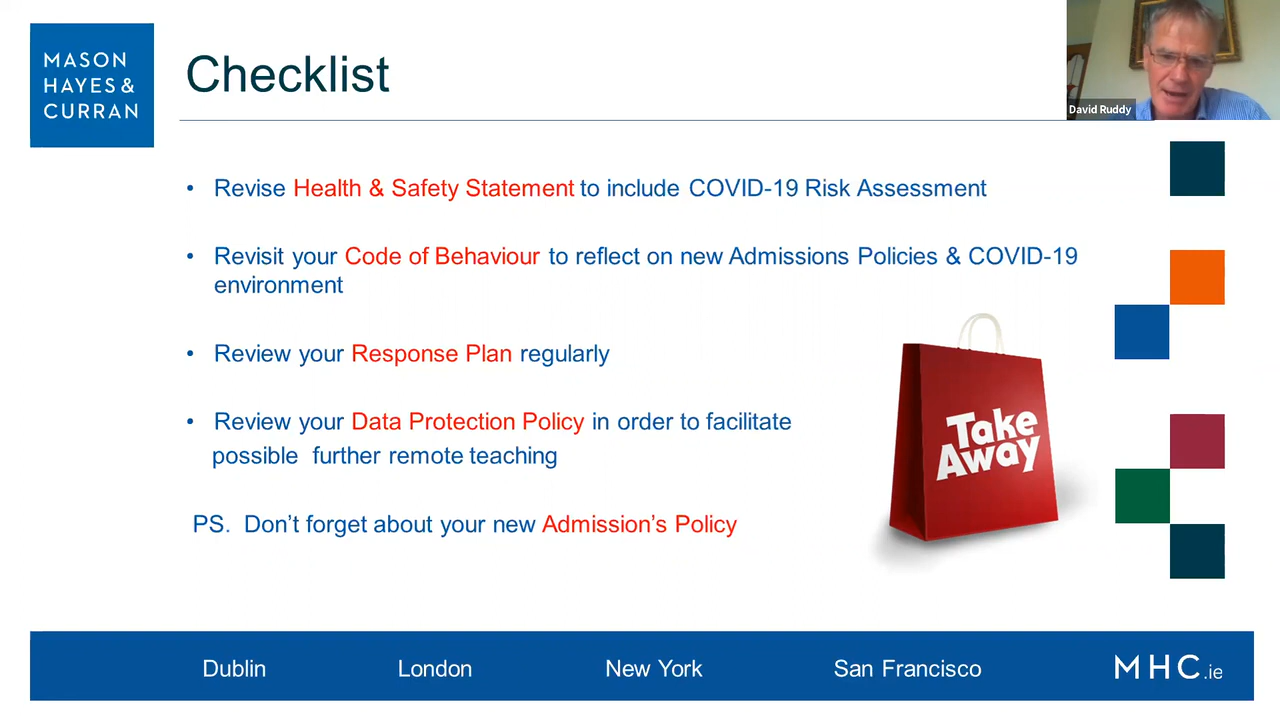 MASON
HAYES &
CURRAN
Checklist
David Ruddy
• Revise Health & Safety Statement to include COVID-19 Risk Assessment
• Revisit your Code of Behaviour to reflect on new Admissions Policies & COVID-19
environment
• Review your Response Plan regularly
• Review your Data Protection Policy in order to facilitate
possible further remote teaching
PS. Don't forget about your new Admission's Policy
Take
Away
Dublin London New York San Francisco MHC.ie